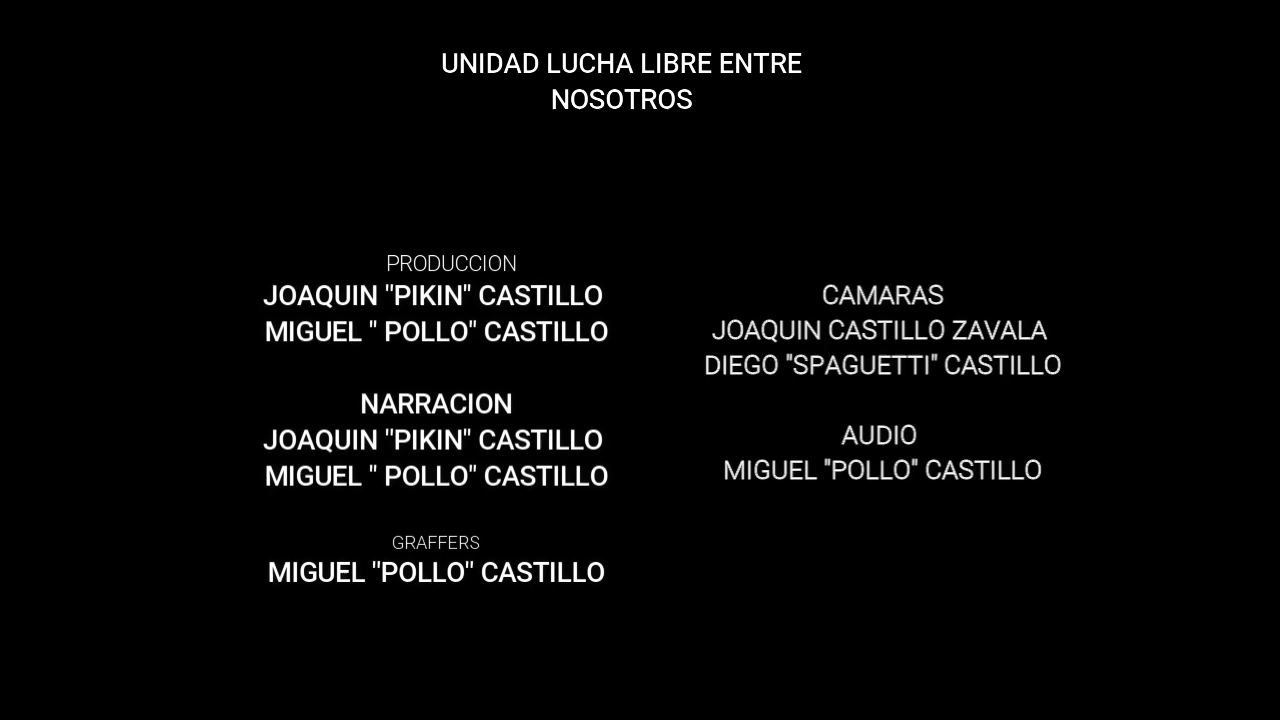 UNIDAD LUCHA LIBRE ENTRE
NOSOTROS
PRODUCCION
JOAQUIN "PIKIN" CASTILLO
MIGUEL " POLLO" CASTILLO
NARRACION
JOAQUIN "PIKIN" CASTILLO
MIGUEL " POLLO" CASTILLO
GRAFFERS
MIGUEL "POLLO" CASTILLO
CAMARAS
JOAQUIN CASTILLO ZAVALA
DIEGO "SPAGUETTI" CASTILLO
AUDIO
MIGUEL "POLLO" CASTILLO